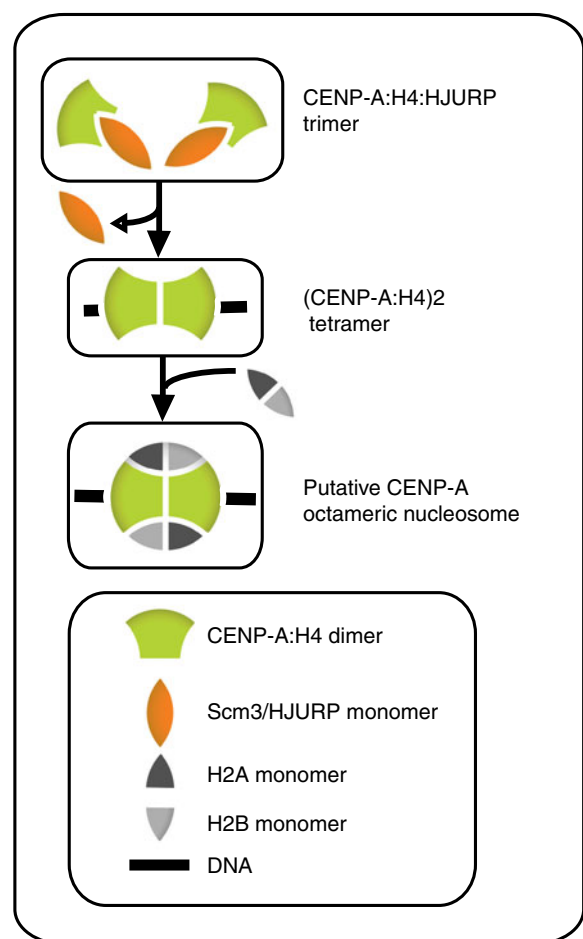 CENP-A:H4:HJURP
trimer
(CENP-A:H4)2
tetramer
Putative CENP-A
octameric nucleosome
CENP-A:H4 dimer
Scm3/HJURP monomer
H2A monomer
H2B monomer
DNA